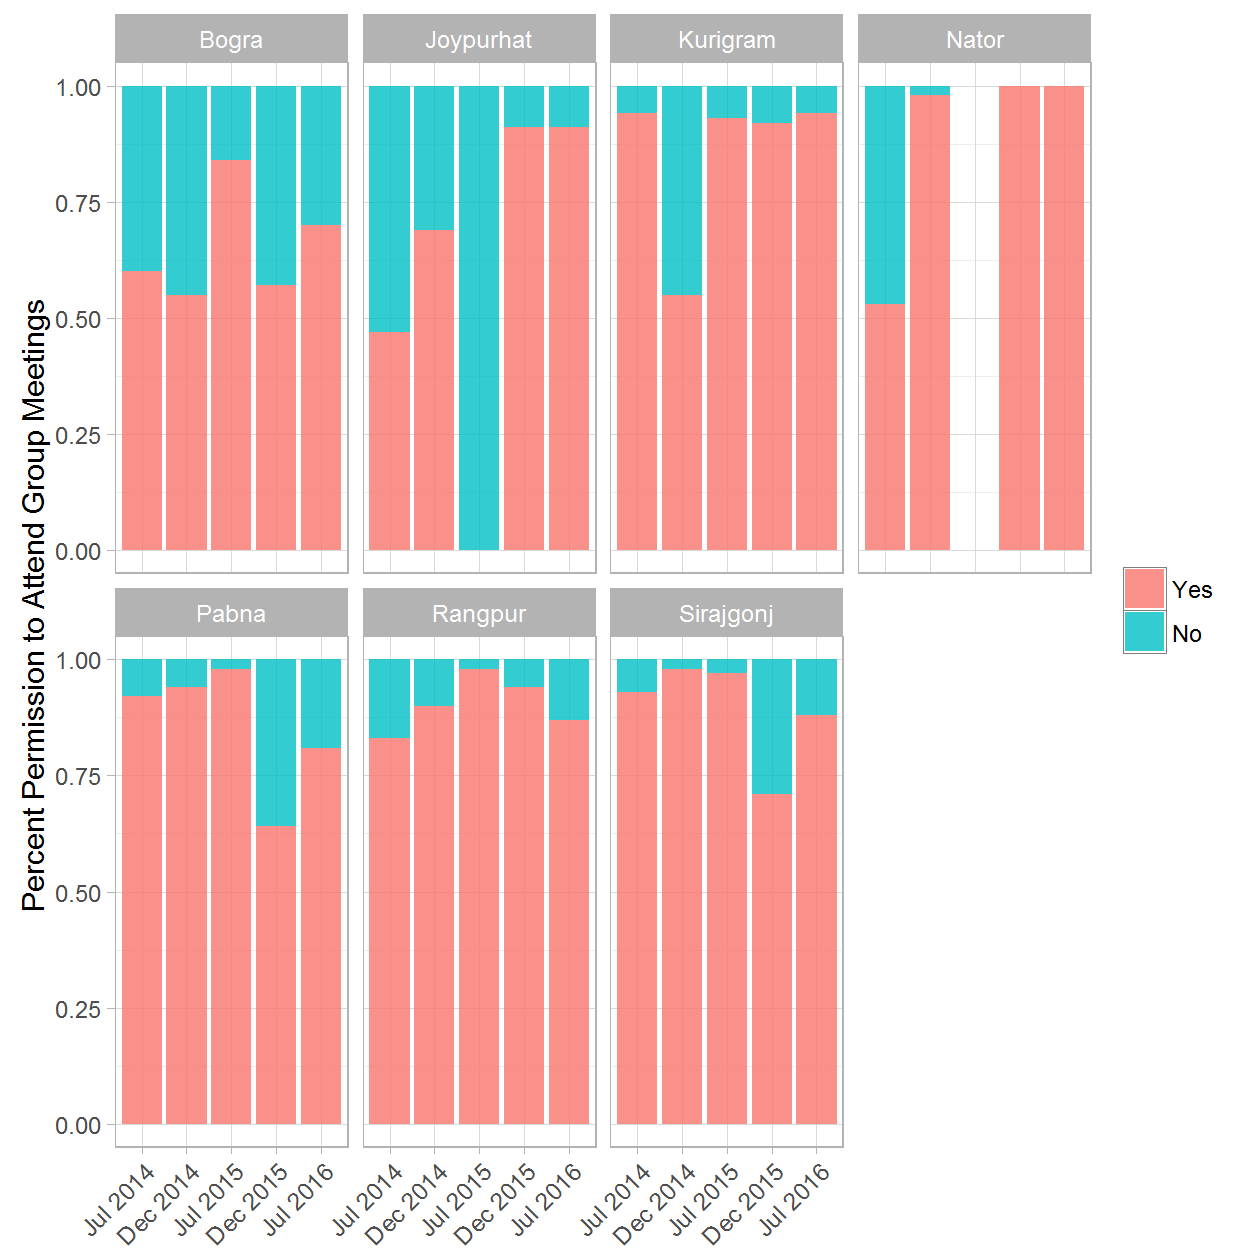 Bogra
Joypurhat
Kurigram
Nator
1.00
0.75
0.50
0.25
0.00
Percent Permission to Attend Group Meetings
Yes
No
Pabna
Rangpur
Sirajgonj
1.00
0.75
0.50
0.25
0.00
Jul 2014
Dec 2014
Jul 2015
Dec 2015
Jul 2016
Jul 2014
Dec 2014
Jul 2015
Dec 2015
Jul 2016
Jul 2014
Dec 2014
Jul 2015
Dec 2015
Jul 2016